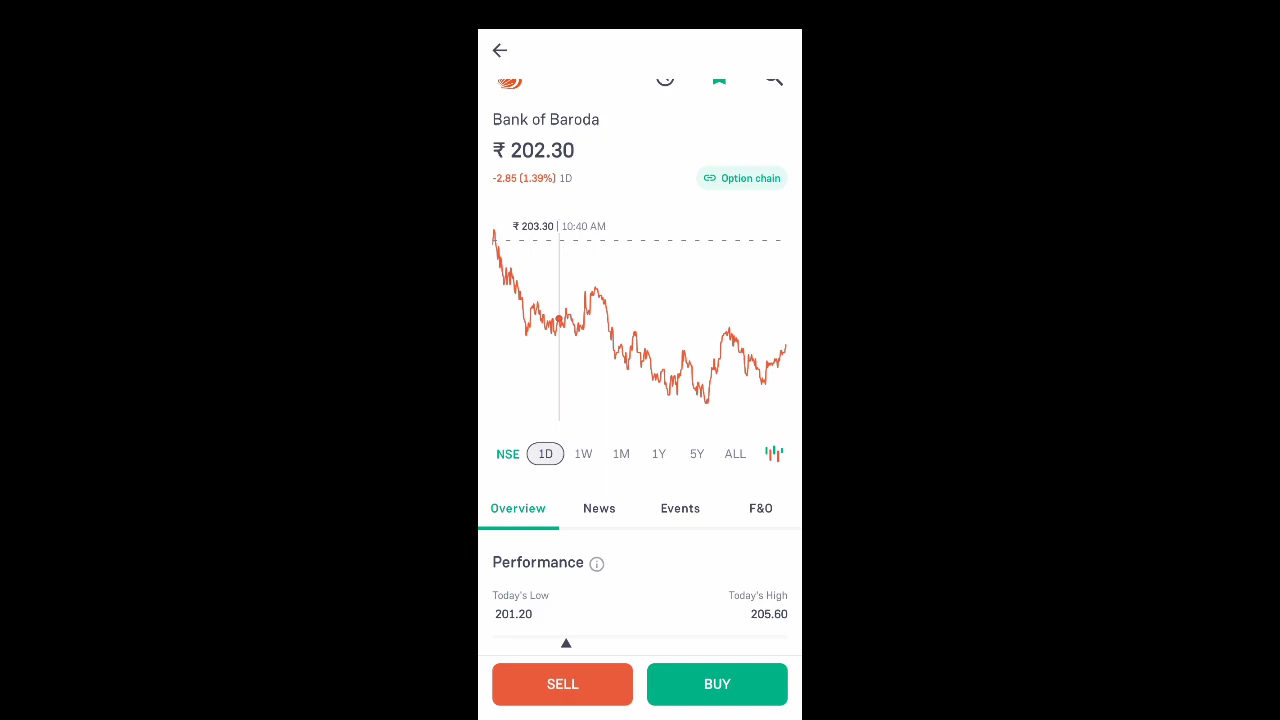 Bank of Baroda
₹ 202.30
-2.85 (1.39%) 1D
Option chain
₹ 203.30 | 10:40 AM
NSE 1D 1W 1M 1Y 5Y ALL
Overview News Events F&O
Performance
Today's Low Today's High
201.20 205.60
SELL BUY